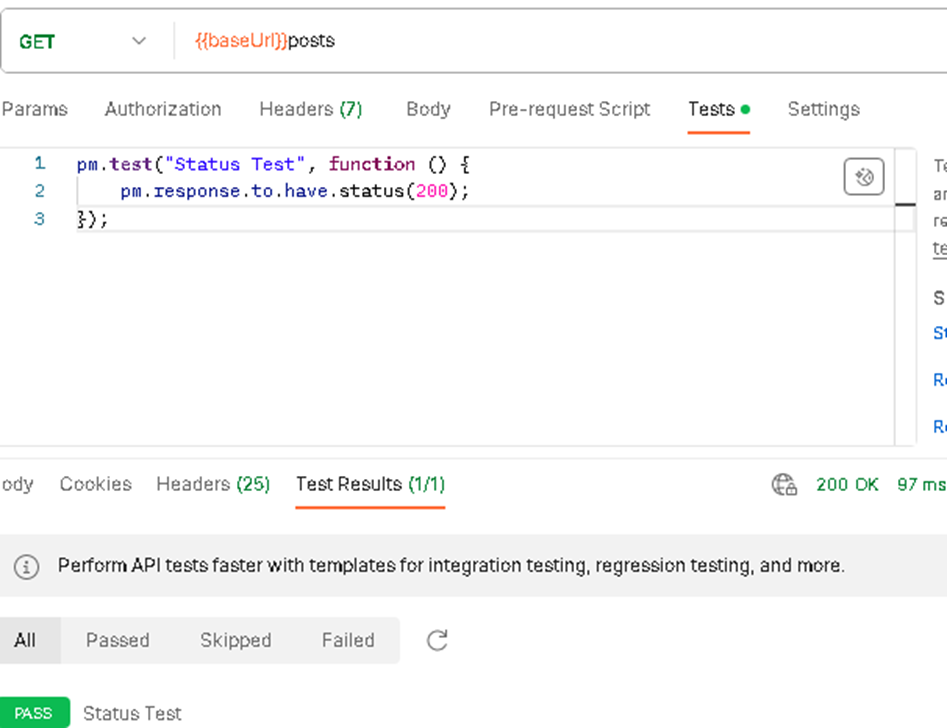 GET {{baseUrl}}posts
Params Authorization Headers (7) Body Pre-request Script Tests Settings
1 pm.test("Status Test", function () {
2 pm.response.to.have.status(200);
3 });
ody Cookies Headers (25) Test Results (1/1) 200 OK 97 ms
Perform API tests faster with templates for integration testing, regression testing, and more.
All Passed Skipped Failed
PASS Status Test